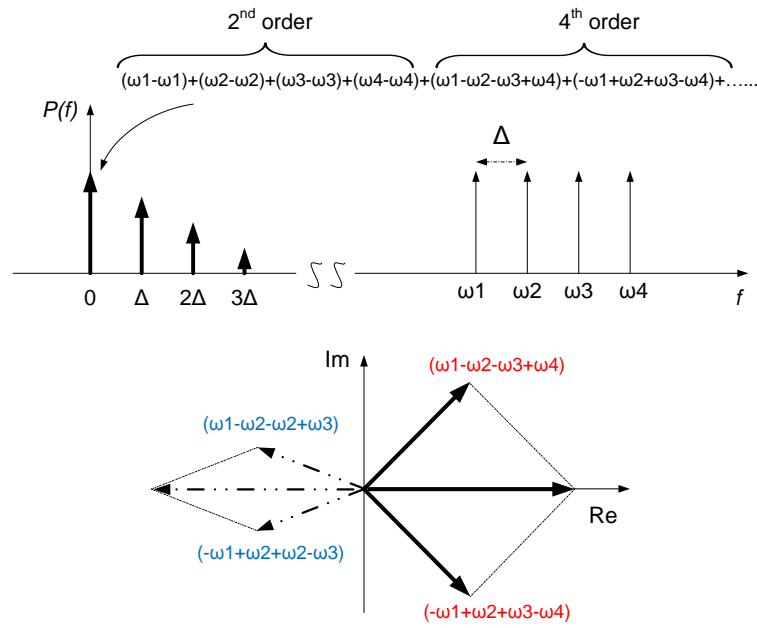 2nd order
4th order
(ω1-ω1)+(ω2-ω2)+(ω3-ω3)+(ω4-ω4)+(ω1-ω2-ω3+ω4)+(-ω1+ω2+ω3-ω4)+…...
P(f)
Δ
0 Δ 2Δ 3Δ ω1 ω2 ω3 ω4 f
Im
(ω1-ω2-ω3+ω4)
(ω1-ω2-ω2+ω3)
Re
(-ω1+ω2+ω2-ω3)
(-ω1+ω2+ω3-ω4)